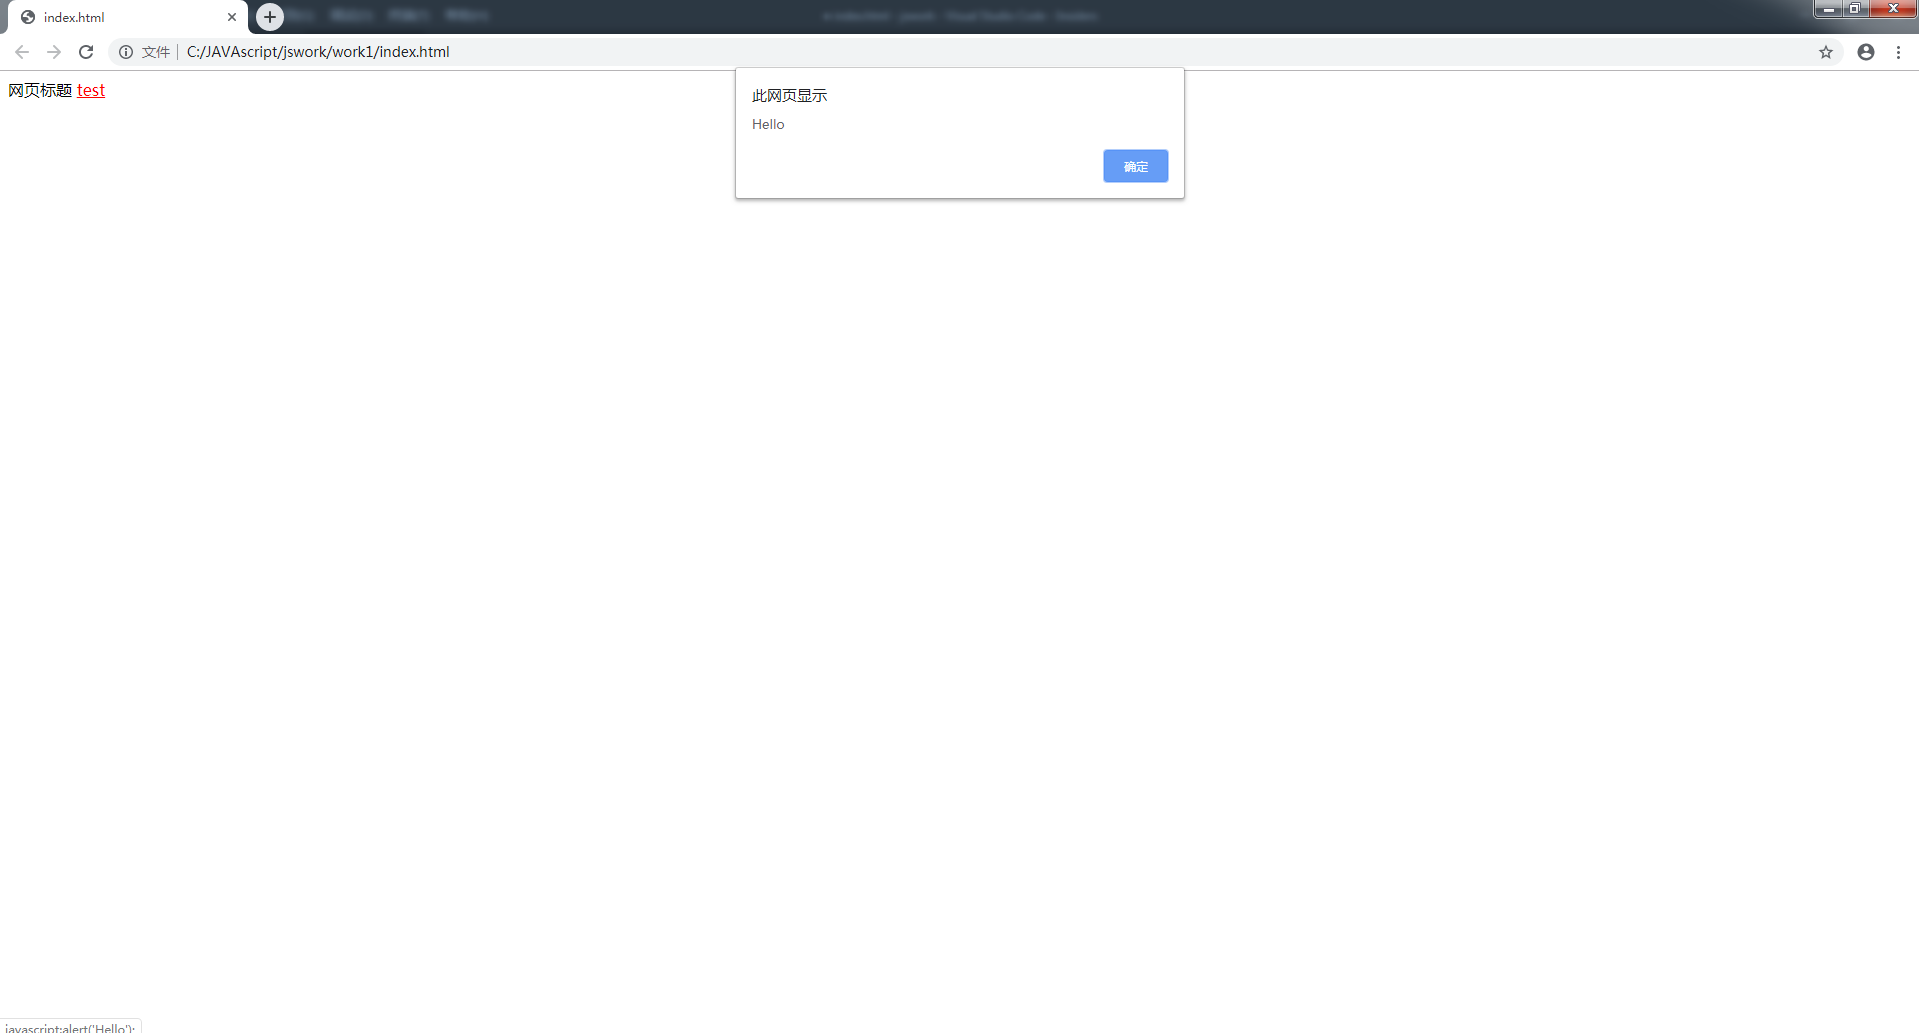 index.html
文件 C:/JAVAscript/jswork/work1/index.html
网页标题 test
此网页显示
Hello
确定
javascript:alert('Hello');